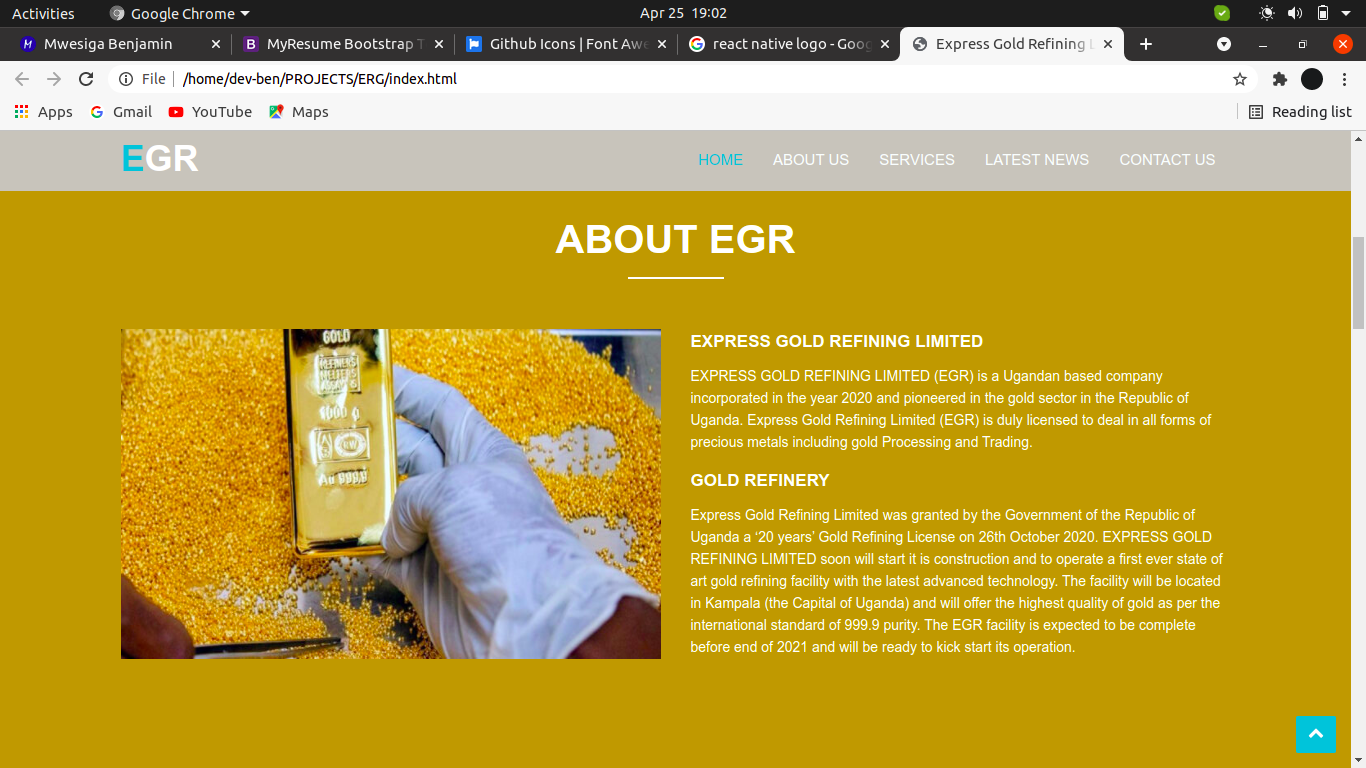 Activities
Google Chrome
Apr 25 19:02
Mwesiga Benjamin
MyResume Bootstrap T
Github Icons | Font Awe
react native logo - Goog
Express Gold Refining L
File
/home/dev-ben/PROJECTS/ERG/index.html
Apps
Gmail
YouTube
Maps
Reading list
EGR
HOME
ABOUT US
SERVICES
LATEST NEWS
CONTACT US
ABOUT EGR
GOLD
REFINERS
MELTERS
1000 g
Au 999,9
EXPRESS GOLD REFINING LIMITED
EXPRESS GOLD REFINING LIMITED (EGR) is a Ugandan based company
incorporated in the year 2020 and pioneered in the gold sector in the Republic of
Uganda. Express Gold Refining Limited (EGR) is duly licensed to deal in all forms of
precious metals including gold Processing and Trading.
GOLD REFINERY
Express Gold Refining Limited was granted by the Government of the Republic of
Uganda a ‘20 years’ Gold Refining License on 26th October 2020. EXPRESS GOLD
REFINING LIMITED soon will start it is construction and to operate a first ever state of
art gold refining facility with the latest advanced technology. The facility will be located
in Kampala (the Capital of Uganda) and will offer the highest quality of gold as per the
international standard of 999.9 purity. The EGR facility is expected to be complete
before end of 2021 and will be ready to kick start its operation.